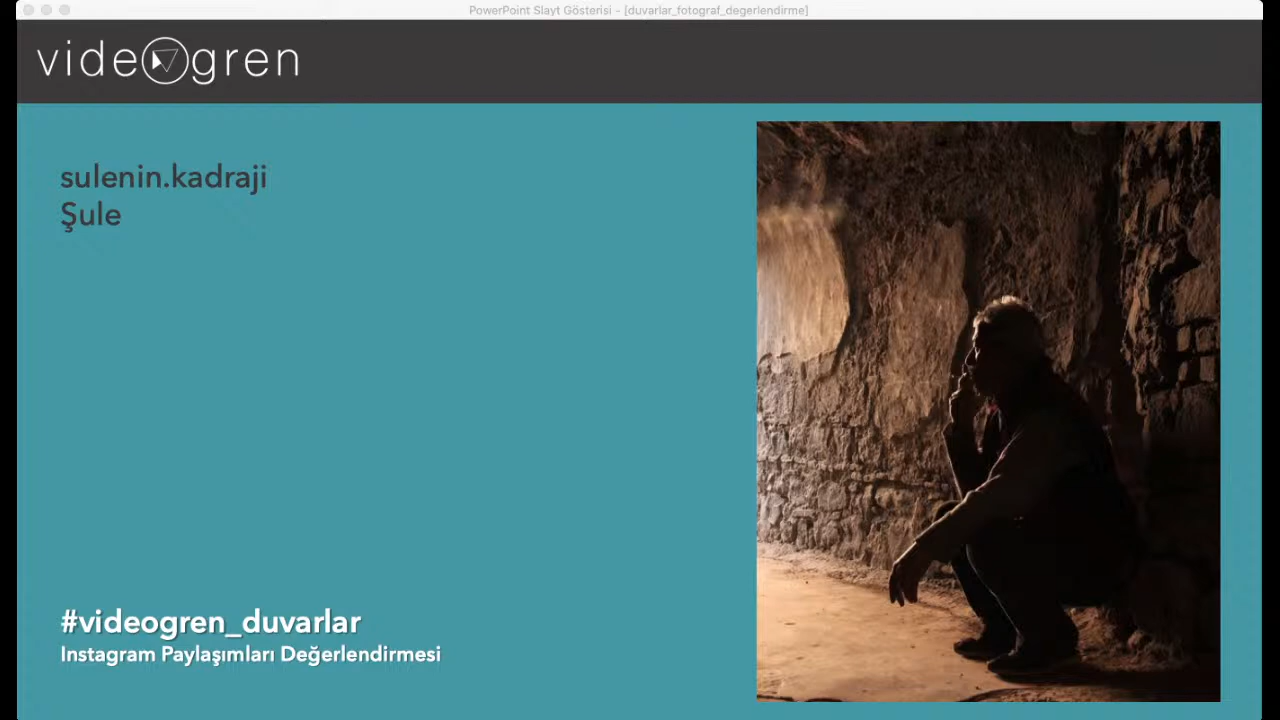 PowerPoint Slayt Gösterisi - [duvarlar_fotograf_degerlendirme]
videogren
sulenin.kadraji
Şule
#videogren_duvarlar
Instagram Paylaşımları Değerlendirmesi